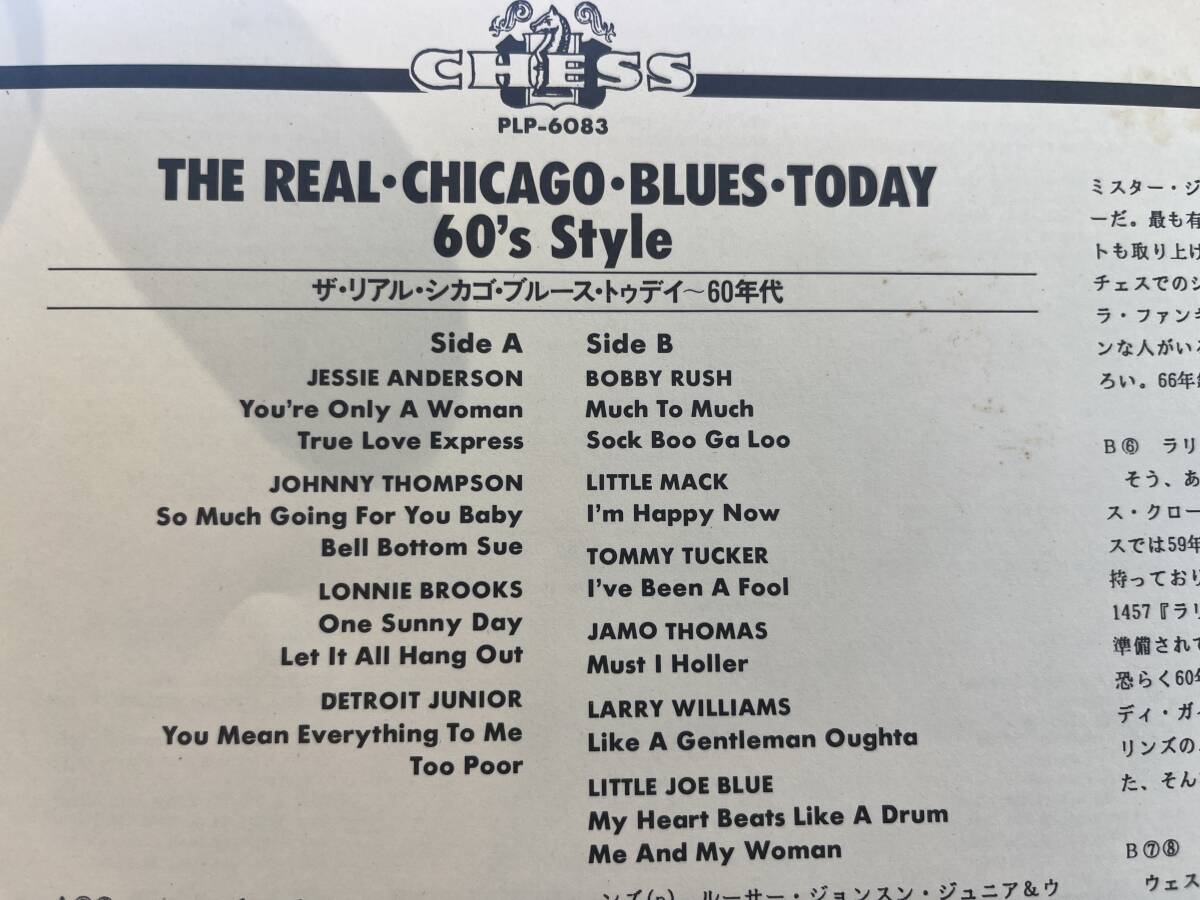 CHESS
PLP-6083
THE REAL・CHICAGO・BLUES・TODAY
60's Style
ザ・リアル・シカゴ・ブルース・トゥデイ～60年代
Side A
JESSIE ANDERSON
You're Only A Woman
True Love Express
JOHNNY THOMPSON
So Much Going For You Baby
Bell Bottom Sue
LONNIE BROOKS
One Sunny Day
Let It All Hang Out
DETROIT JUNIOR
You Mean Everything To Me
Too Poor
Side B
BOBBY RUSH
Much To Much
Sock Boo Ga Loo
LITTLE MACK
I'm Happy Now
TOMMY TUCKER
I've Been A Fool
JAMO THOMAS
Must I Holler
LARRY WILLIAMS
Like A Gentleman Oughta
LITTLE JOE BLUE
My Heart Beats Like A Drum
Me And My Woman
ミスター・ジ
ーだ。最も有
トも取り上げ
チェスでのシ
ラ・ファンキ
ンな人がいる
ろい。66年
B⑥ ラリ
そう、あ
ス・クロー
スでは59年
持っており
1457『ラリ
準備されて
恐らく60年
ディ・ガイ
リンズの
た、そん
B⑦⑧
ウェス
ンズ(p) ルーサー・ジョンスン・ジュニア&ウ